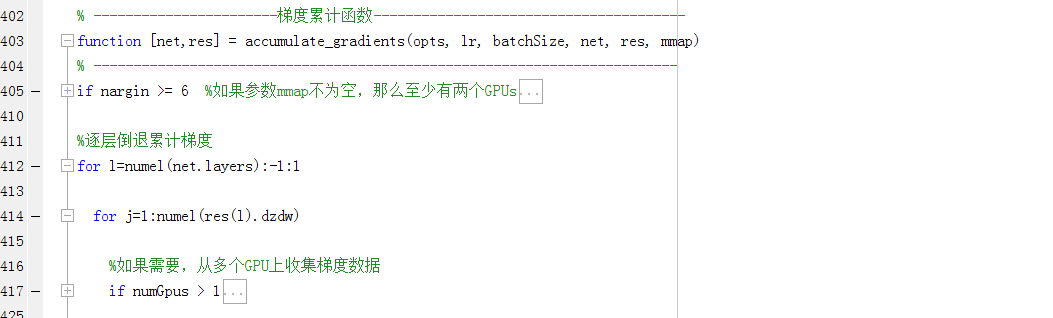 402 % -----------------------梯度累计函数---------------------------------------
403 function [net,res] = accumulate_gradients(opts, lr, batchSize, net, res, mmap)
404 % -------------------------------------------------------------------------
405 if nargin >= 6 %如果参数mmap不为空，那么至少有两个GPUs...
410
411 %逐层倒退累计梯度
412 for l=numel(net.layers):-1:1
413
414 for j=1:numel(res(l).dzdw)
415
416 %如果需要，从多个GPU上收集梯度数据
417 if numGpus > 1...
425